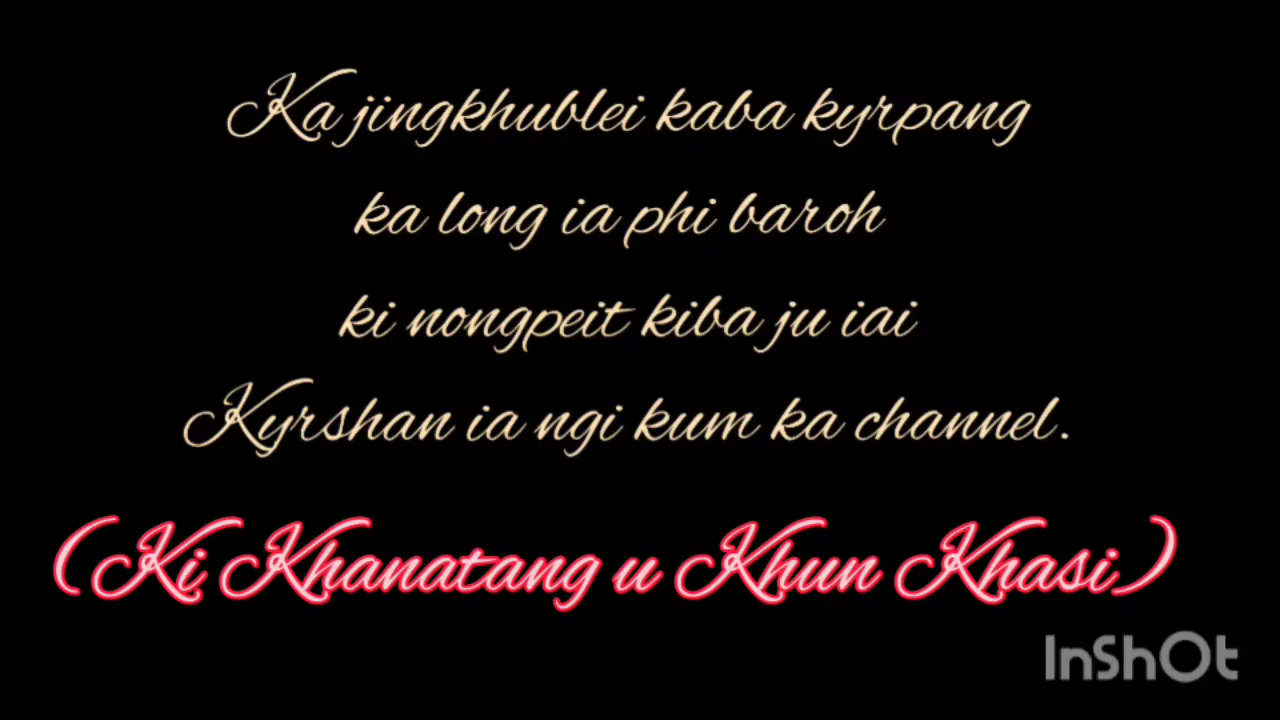 Ka jingkhublei kaba kyrpang
ka long ia phi baroh
ki nongpeit kiba ju iai
Kyrshan ia ngi kum ka channel.
(Ki Khanatang u Khun Khasi)
InShOt